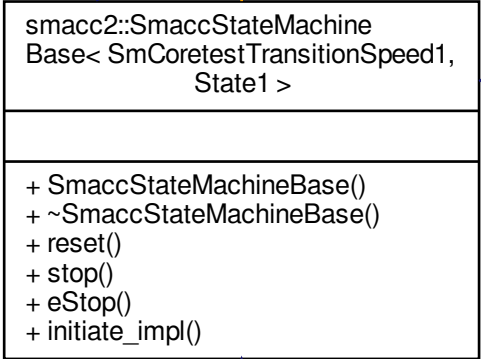 smacc2::SmaccStateMachine
Base< SmCoretestTransitionSpeed1,
State1 >
+ SmaccStateMachineBase()
+ ~SmaccStateMachineBase()
+ reset()
+ stop()
+ eStop()
+ initiate_impl()